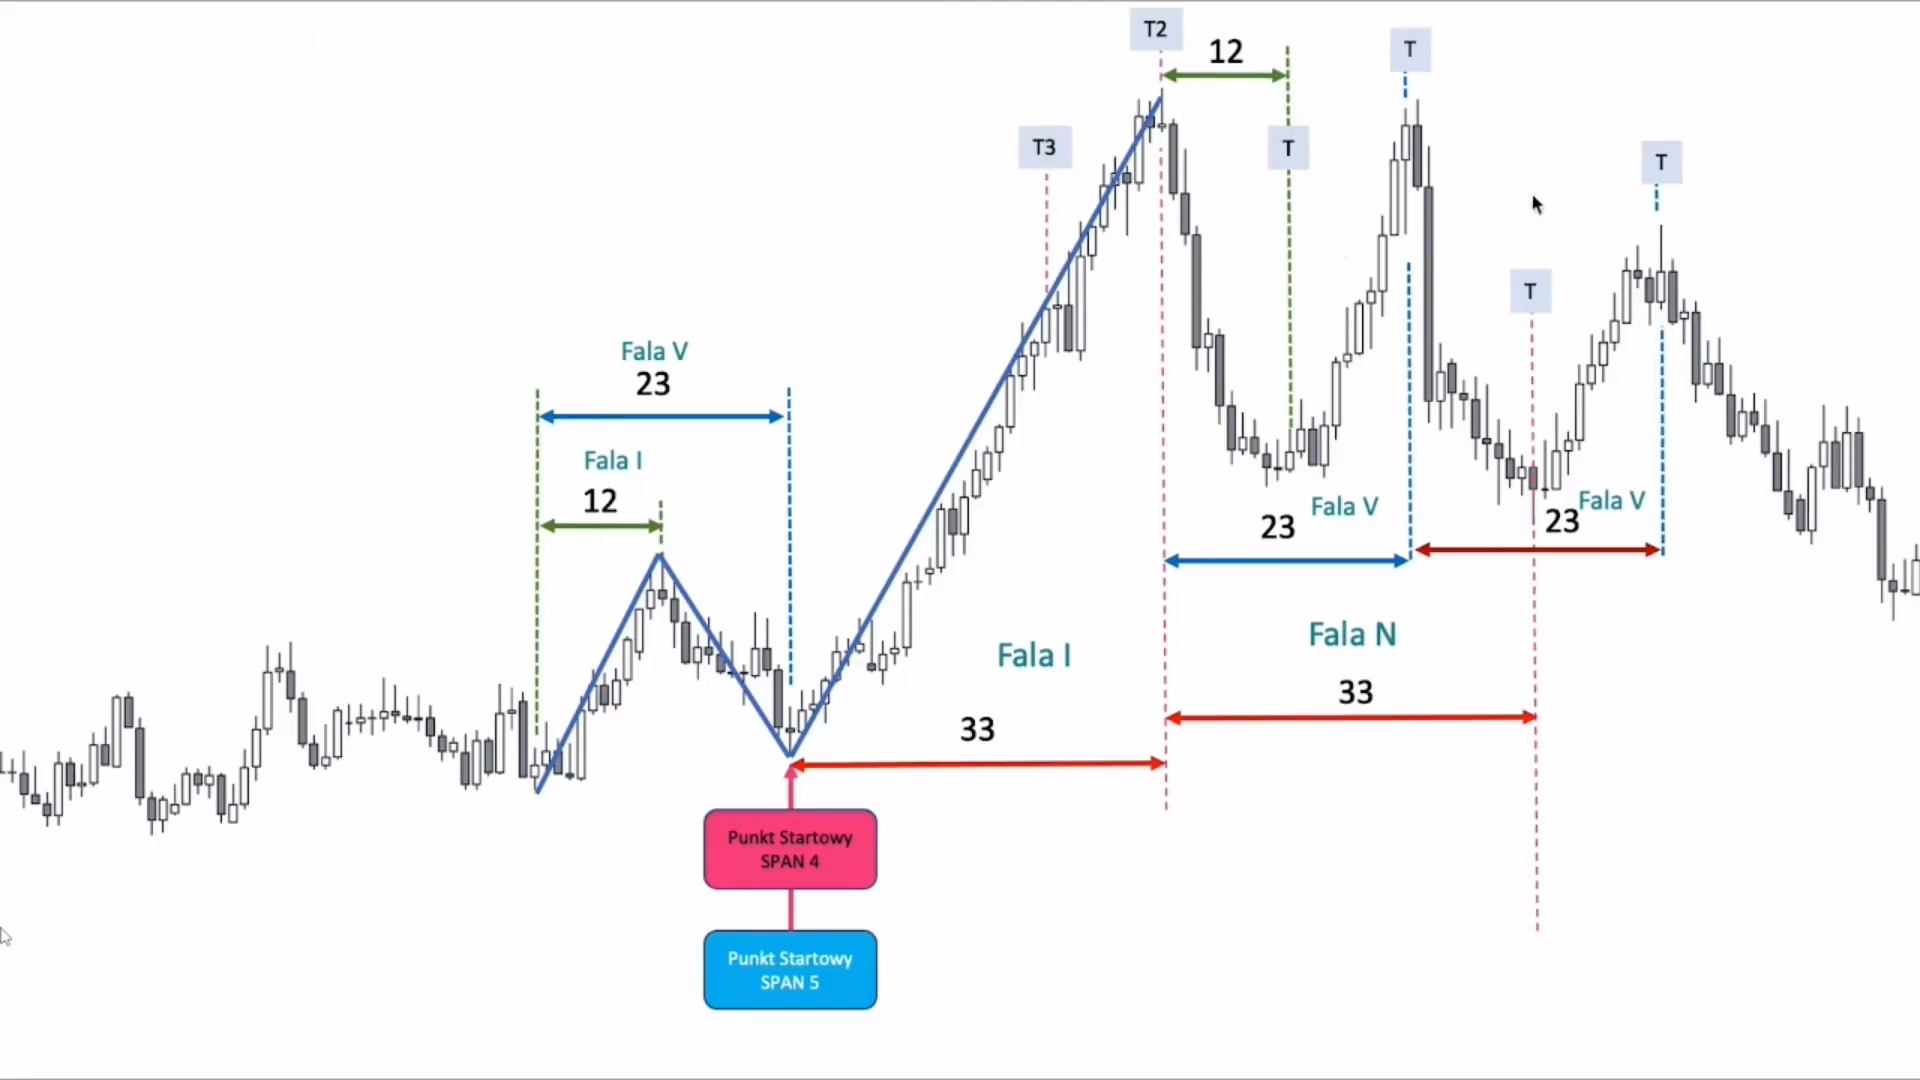 T2
12
T
T3
T
T
T
Fala V
23
Fala I
12
Fala V
23
Fala V
23
Fala I
Fala N
33
33
Punkt Startowy
SPAN 4
Punkt Startowy
SPAN 5